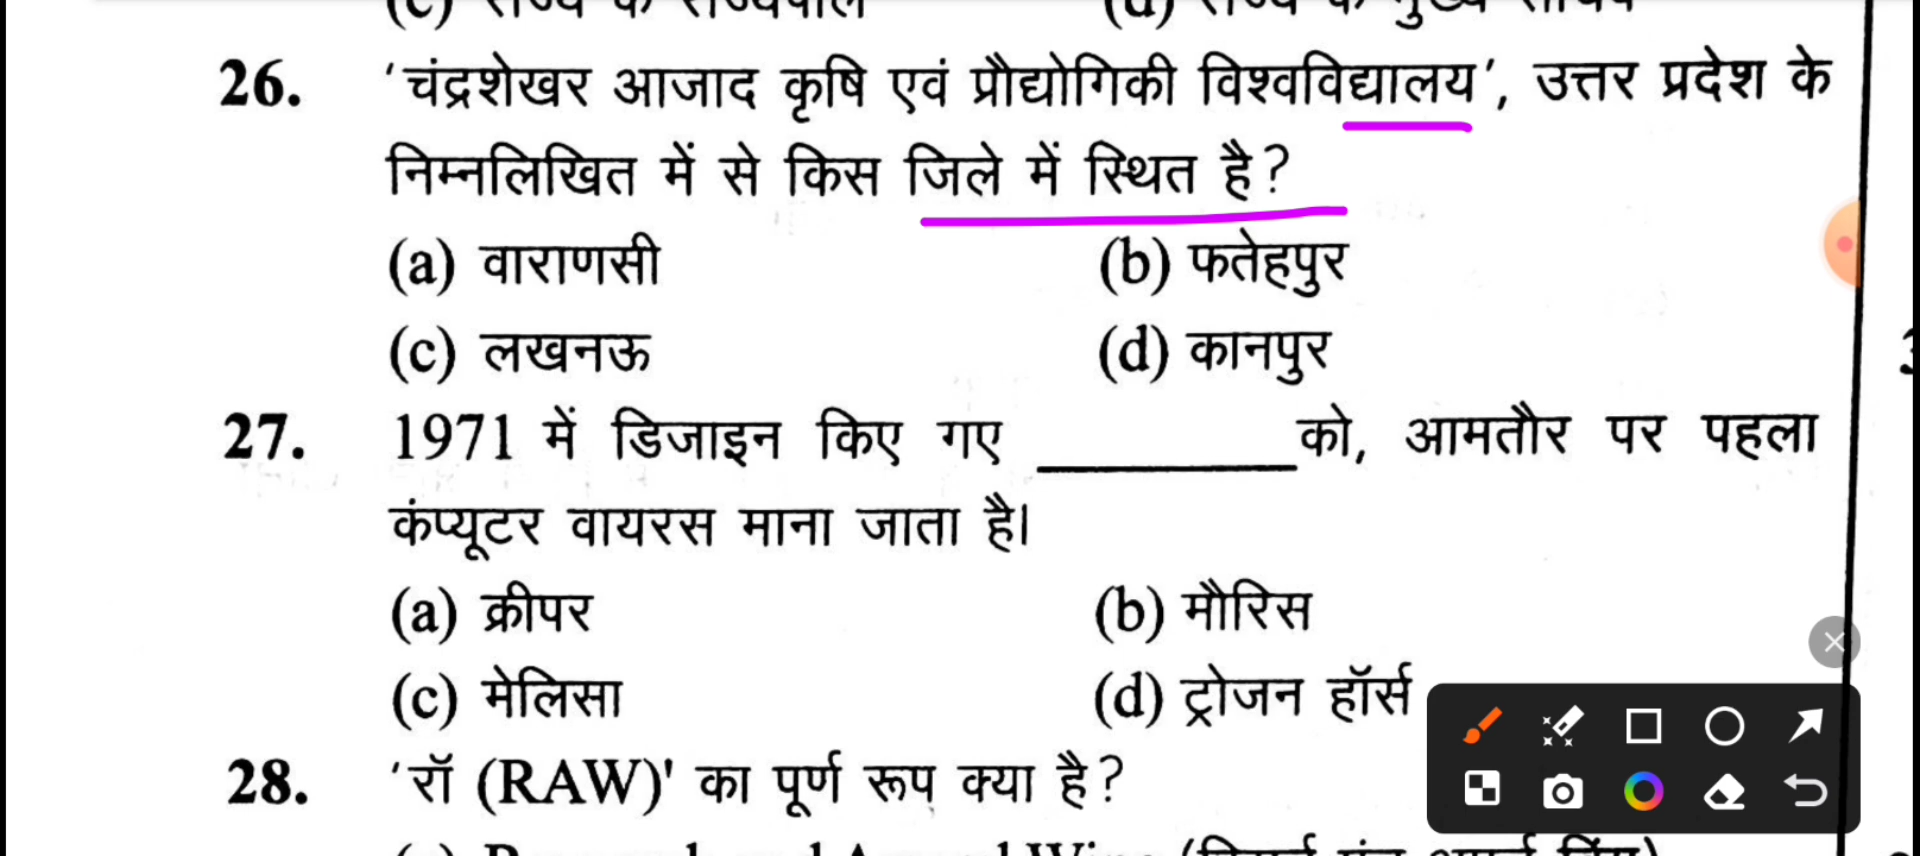 26. 'चंद्रशेखर आजाद कृषि एवं प्रौद्योगिकी विश्वविद्यालय', उत्तर प्रदेश के
निम्नलिखित में से किस जिले में स्थित है?
(a) वाराणसी (b) फतेहपुर
(c) लखनऊ (d) कानपुर
27. 1971 में डिजाइन किए गए ________ को, आमतौर पर पहला
कंप्यूटर वायरस माना जाता है।
(a) क्रीपर (b) मौरिस
(c) मेलिसा (d) ट्रोजन हॉर्स
28. 'रॉ (RAW)' का पूर्ण रूप क्या है?